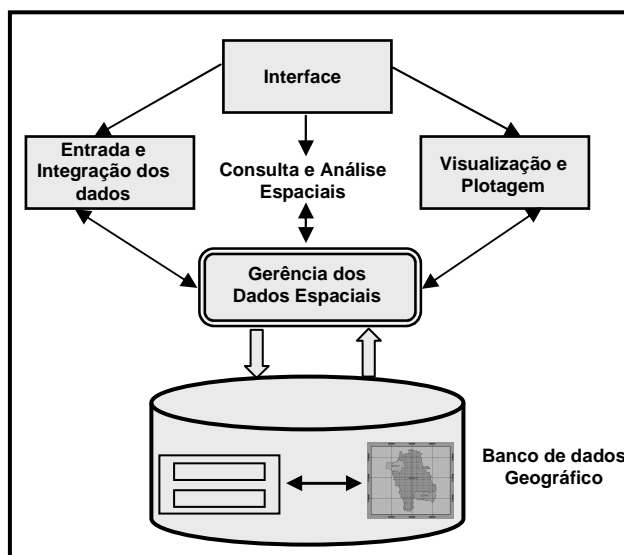 Interface
Entrada e
Integração dos
dados
Consulta e Análise
Espaciais
Visualização e
Plotagem
Gerência dos
Dados Espaciais
Banco de dados
Geográfico